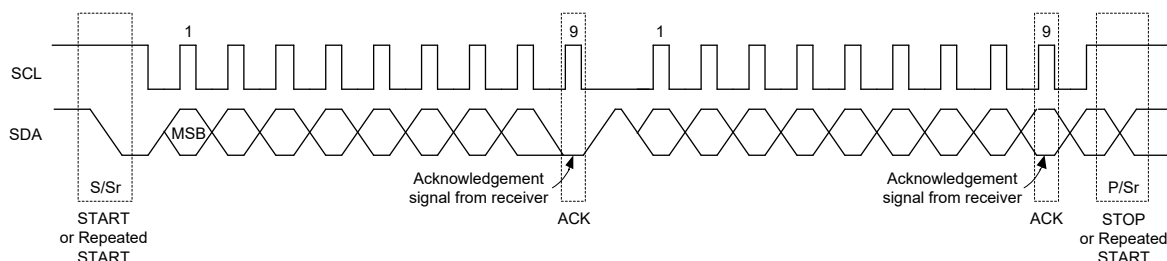 1
9
1
9
SCL
SDA
MSB
S/Sr
Acknowledgement
signal from receiver
Acknowledgement
signal from receiver
P/Sr
START
or Repeated
START
ACK
ACK
STOP
or Repeated
START